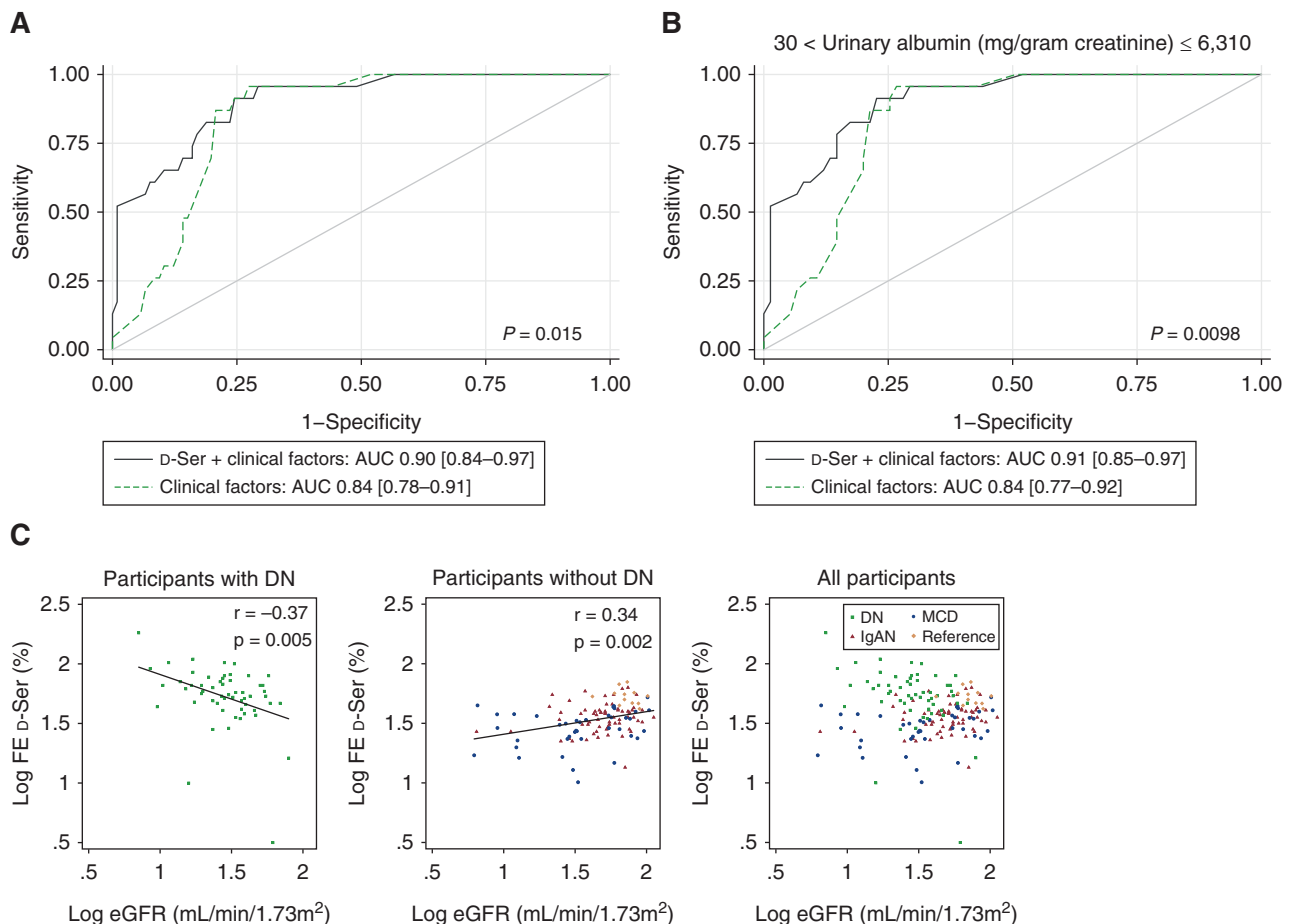 A
1.00
0.75
0.50
0.25
0.00
Sensitivity
P = 0.015
0.00 0.25 0.50 0.75 1.00
1–Specificity
D-Ser + clinical factors: AUC 0.90 [0.84–0.97]
Clinical factors: AUC 0.84 [0.78–0.91]
B
30 < Urinary albumin (mg/gram creatinine) ≤ 6,310
1.00
0.75
0.50
0.25
0.00
Sensitivity
P = 0.0098
0.00 0.25 0.50 0.75 1.00
1–Specificity
D-Ser + clinical factors: AUC 0.91 [0.85–0.97]
Clinical factors: AUC 0.84 [0.77–0.92]
C
Participants with DN
2.5
2
1.5
1
.5
Log FE D-Ser (%)
r = –0.37
p = 0.005
.5 1 1.5 2
Log eGFR (mL/min/1.73m²)
Participants without DN
2.5
2
1.5
1
.5
Log FE D-Ser (%)
r = 0.34
p = 0.002
.5 1 1.5 2
Log eGFR (mL/min/1.73m²)
All participants
2.5
2
1.5
1
.5
Log FE D-Ser (%)
DN MCD
IgAN Reference
.5 1 1.5 2
Log eGFR (mL/min/1.73m²)